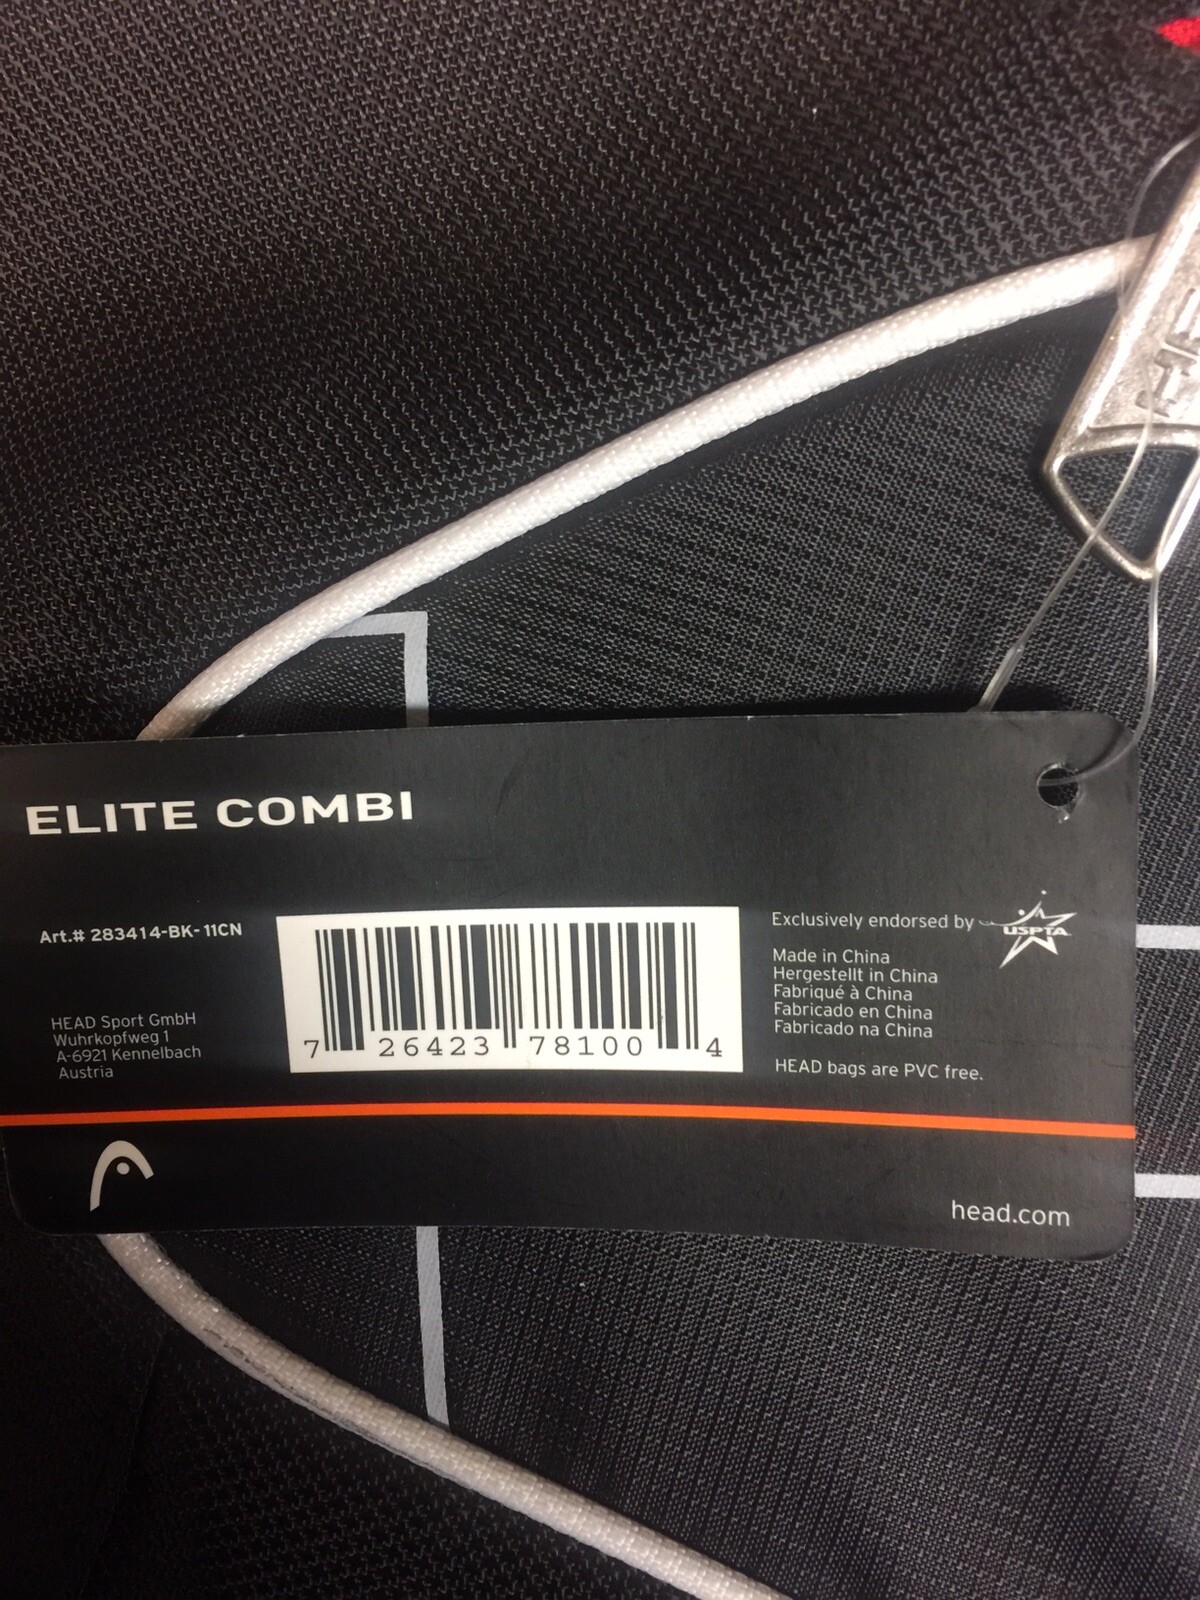 ELITE COMBI
Art.# 283414-BK-11CN
HEAD Sport GmbH
Wuhrkopfweg 1
A-6921 Kennelbach
Austria
7 26423 78100 4
Exclusively endorsed by USPTA
Made in China
Hergestellt in China
Fabriqué à China
Fabricado en China
Fabricado na China
HEAD bags are PVC free.
head.com